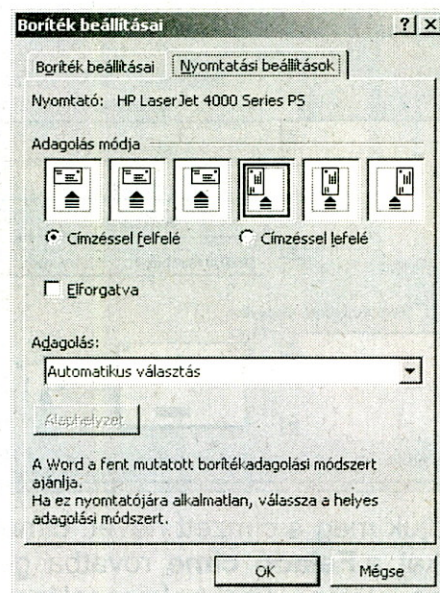 Boríték beállításai
Boríték beállításai Nyomtatási beállítások
Nyomtató: HP LaserJet 4000 Series PS
Adagolás módja
Címzéssel felfelé Címzéssel lefelé
Elforgatva
Adagolás:
Automatikus választás
Alaphelyzet
A Word a fent mutatott borítékadagolási módszert
ajánlja.
Ha ez nyomtatójára alkalmatlan, válassza a helyes
adagolási módszert.
OK Mégse